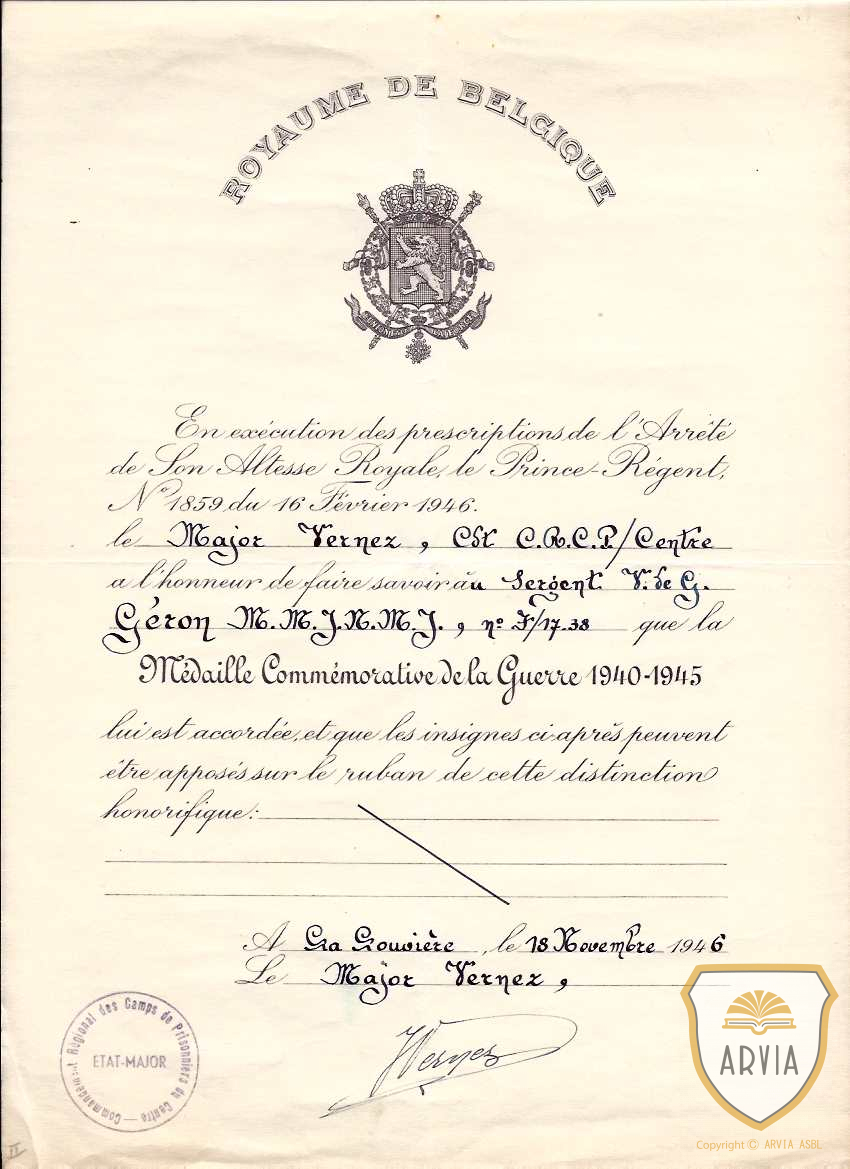 ROYAUME DE BELGIQUE
En exécution des prescriptions de l'Arrêté
de Son Altesse Royale, le Prince-Régent,
N° 1859 du 16 Février 1946.
le Major Vernez, Cdt C.R.C.P./Centre
a l'honneur de faire savoir au Sergent V. de G.
Géron M.M.J.N.M.J., n° F/17.38 que la
Médaille Commémorative de la Guerre 1940-1945
lui est accordée, et que les insignes ci-après peuvent
être apposés sur le ruban de cette distinction
honorifique:
A La Louvière, le 18 Novembre 1946
Le Major Vernez,
Vernez
Commandement Régional des Camps de Prisonniers du Centre
ETAT-MAJOR
II
ARVIA
Copyright © ARVIA ASBL